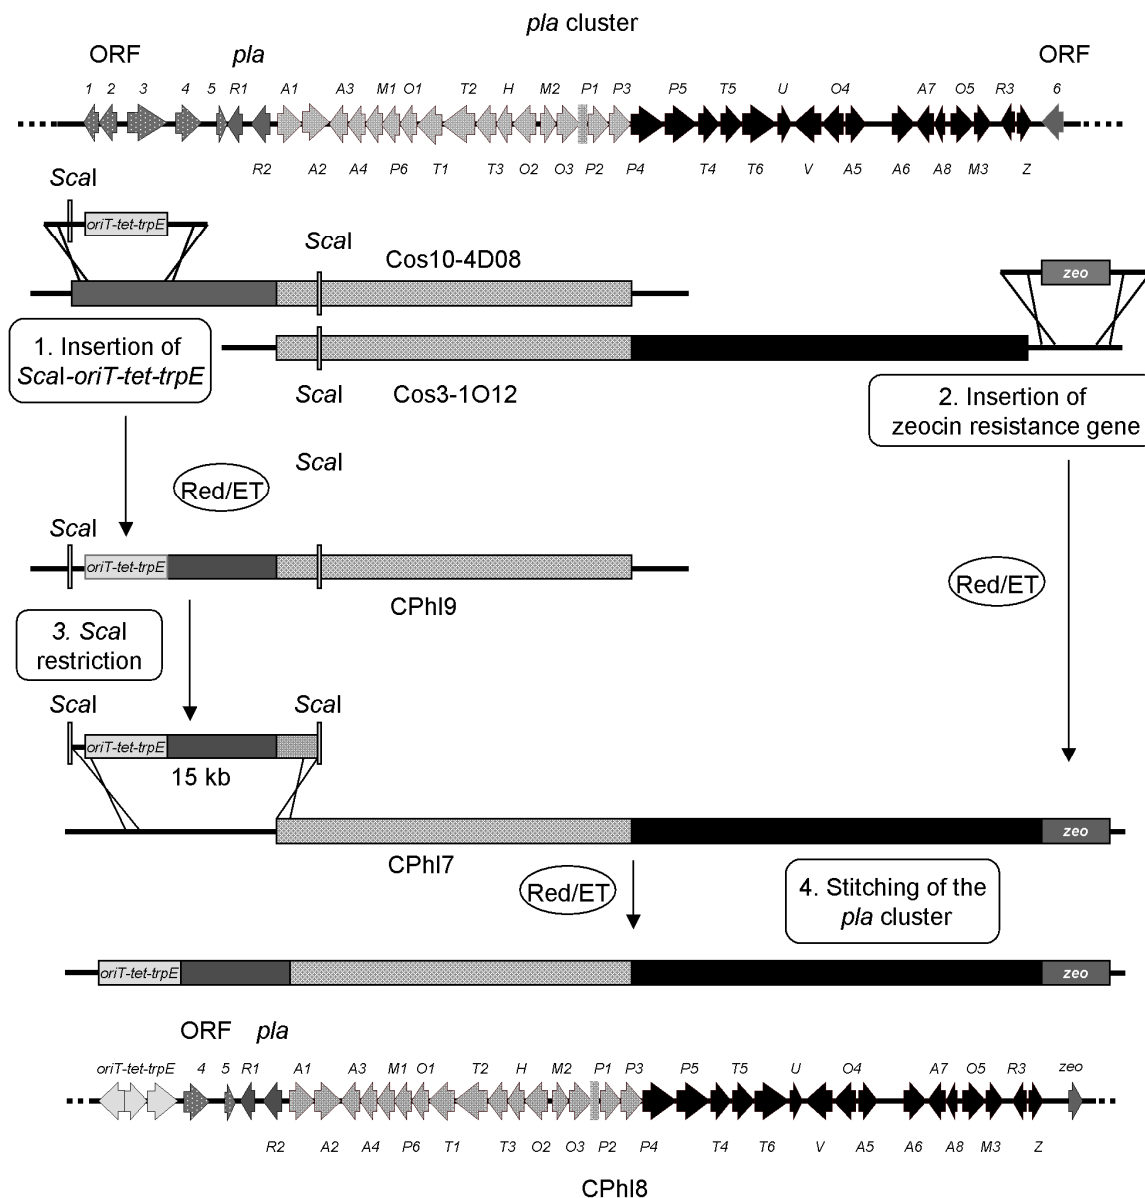 pla cluster
ORF pla ORF
1 2 3 4 5 R1 A1 A3 M1 O1 T2 H M2 P1 P3 P5 T5 U O4 A7 O5 R3 6
R2 A2 A4 P6 T1 T3 O2 O3 P2 P4 T4 T6 V A5 A6 A8 M3 Z
ScaI
oriT-tet-trpE
ScaI
Cos10-4D08
zeo
1. Insertion of
ScaI-oriT-tet-trpE
ScaI
Cos3-1O12
2. Insertion of
zeocin resistance gene
ScaI
Red/ET
ScaI
oriT-tet-trpE
CPhl9
Red/ET
3. ScaI
restriction
ScaI ScaI
oriT-tet-trpE
15 kb
zeo
CPhl7
Red/ET
4. Stitching of the
pla cluster
oriT-tet-trpE zeo
ORF pla
oriT-tet-trpE 4 5 R1 A1 A3 M1 O1 T2 H M2 P1 P3 P5 T5 U O4 A7 O5 R3 zeo
R2 A2 A4 P6 T1 T3 O2 O3 P2 P4 T4 T6 V A5 A6 A8 M3 Z
CPhl8